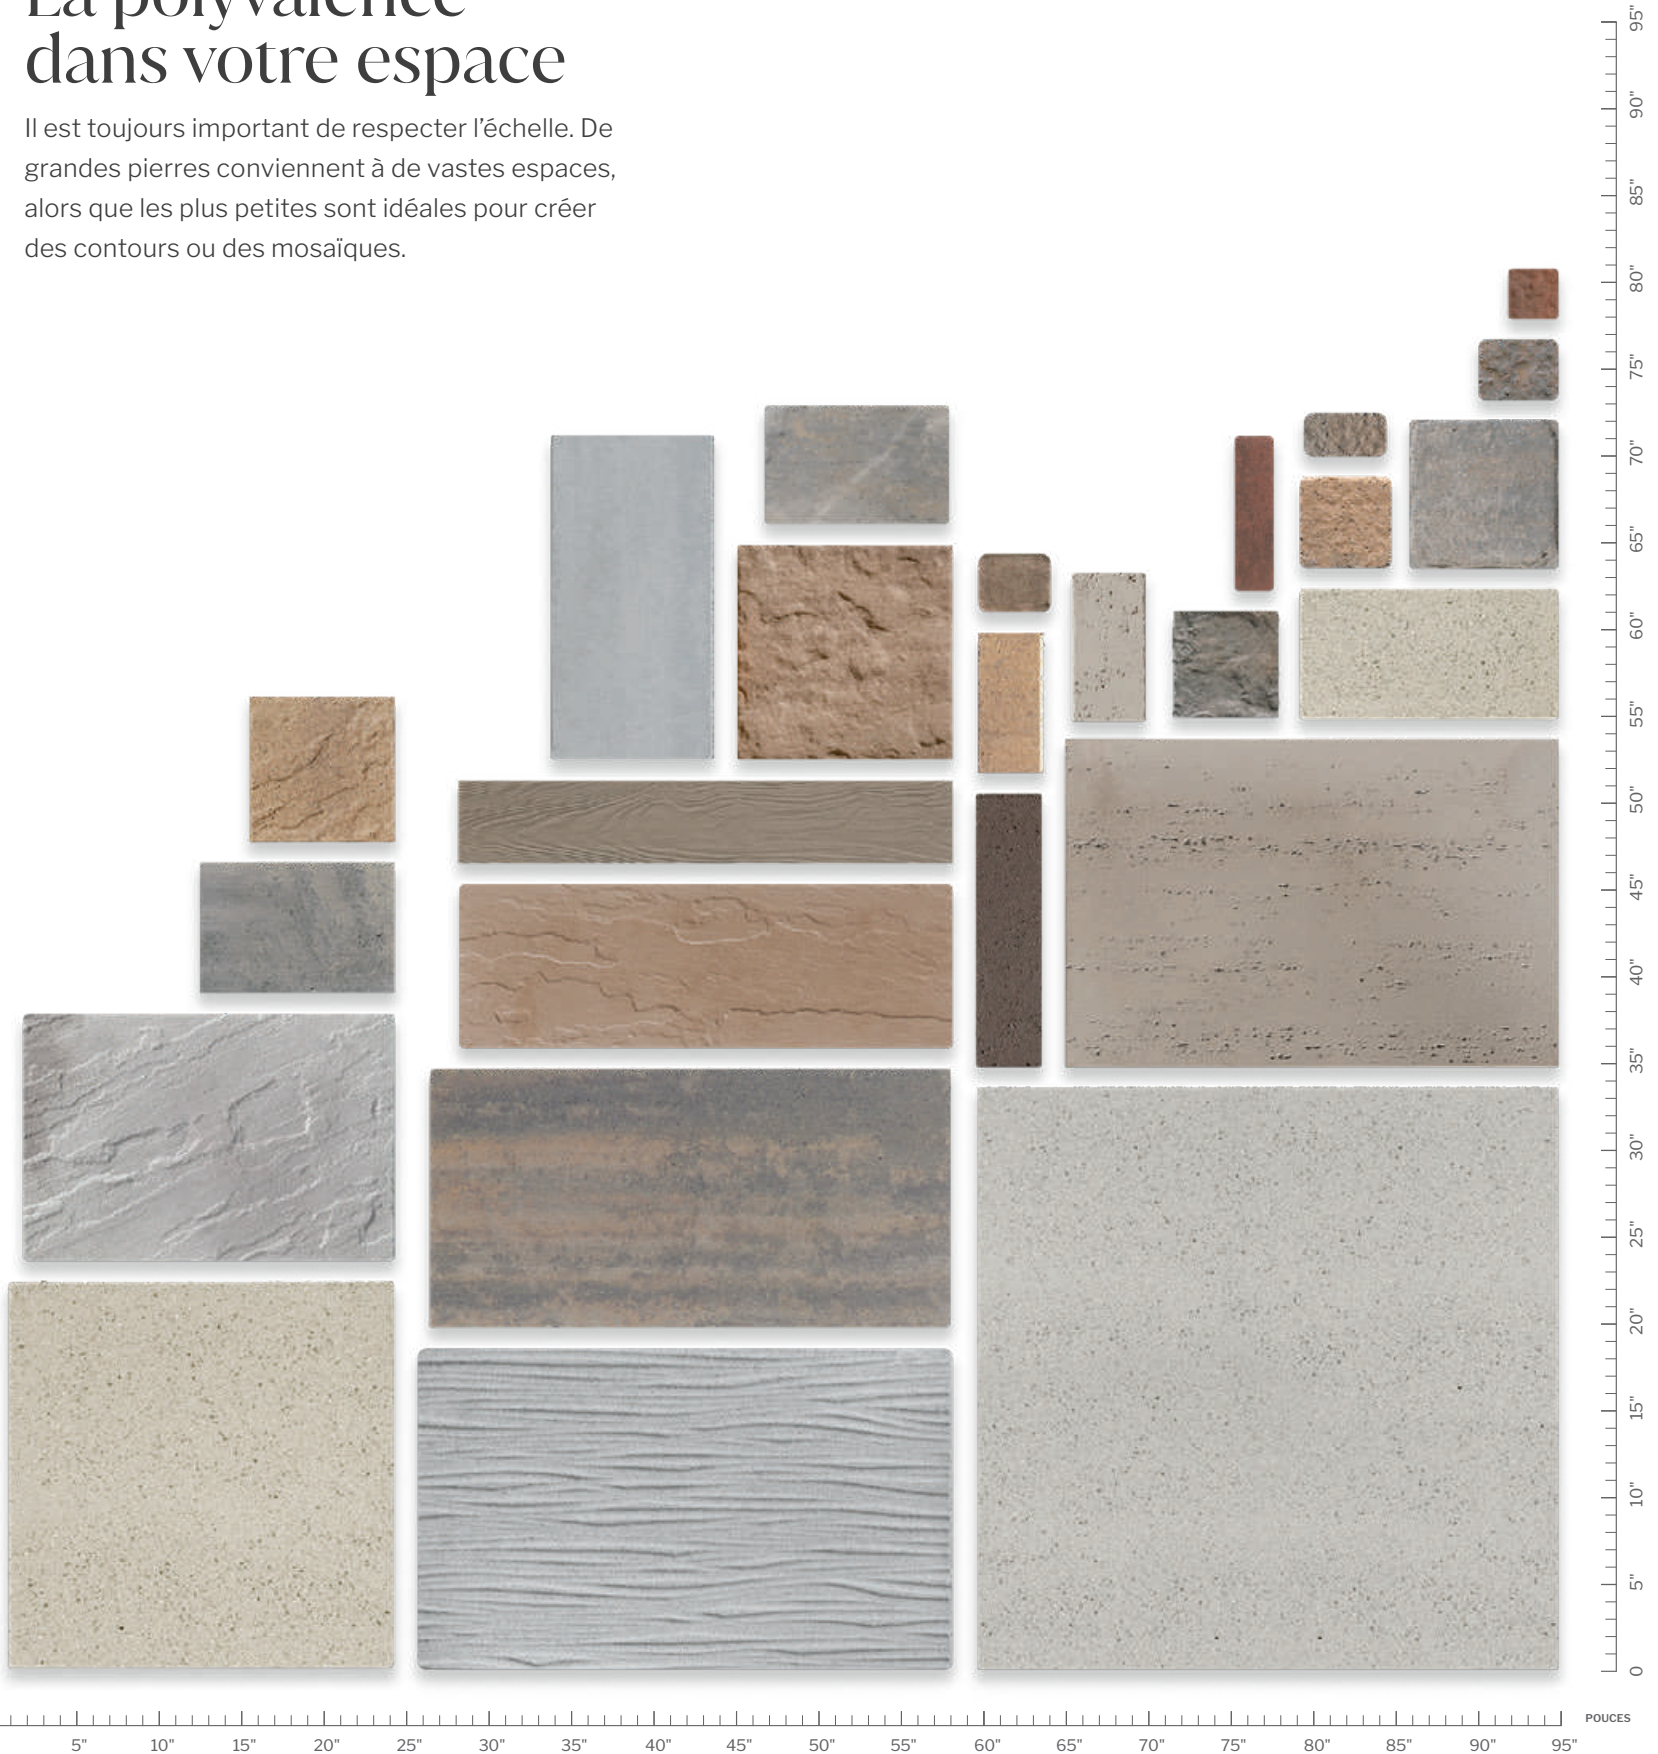 La polyvalence
dans votre espace
Il est toujours important de respecter l’échelle. De
grandes pierres conviennent à de vastes espaces,
alors que les plus petites sont idéales pour créer
des contours ou des mosaïques.
95"
90"
85"
80"
75"
70"
65"
60"
55"
50"
45"
40"
35"
30"
25"
20"
15"
10"
5"
0
POUCES
5" 10" 15" 20" 25" 30" 35" 40" 45" 50" 55" 60" 65" 70" 75" 80" 85" 90" 95"